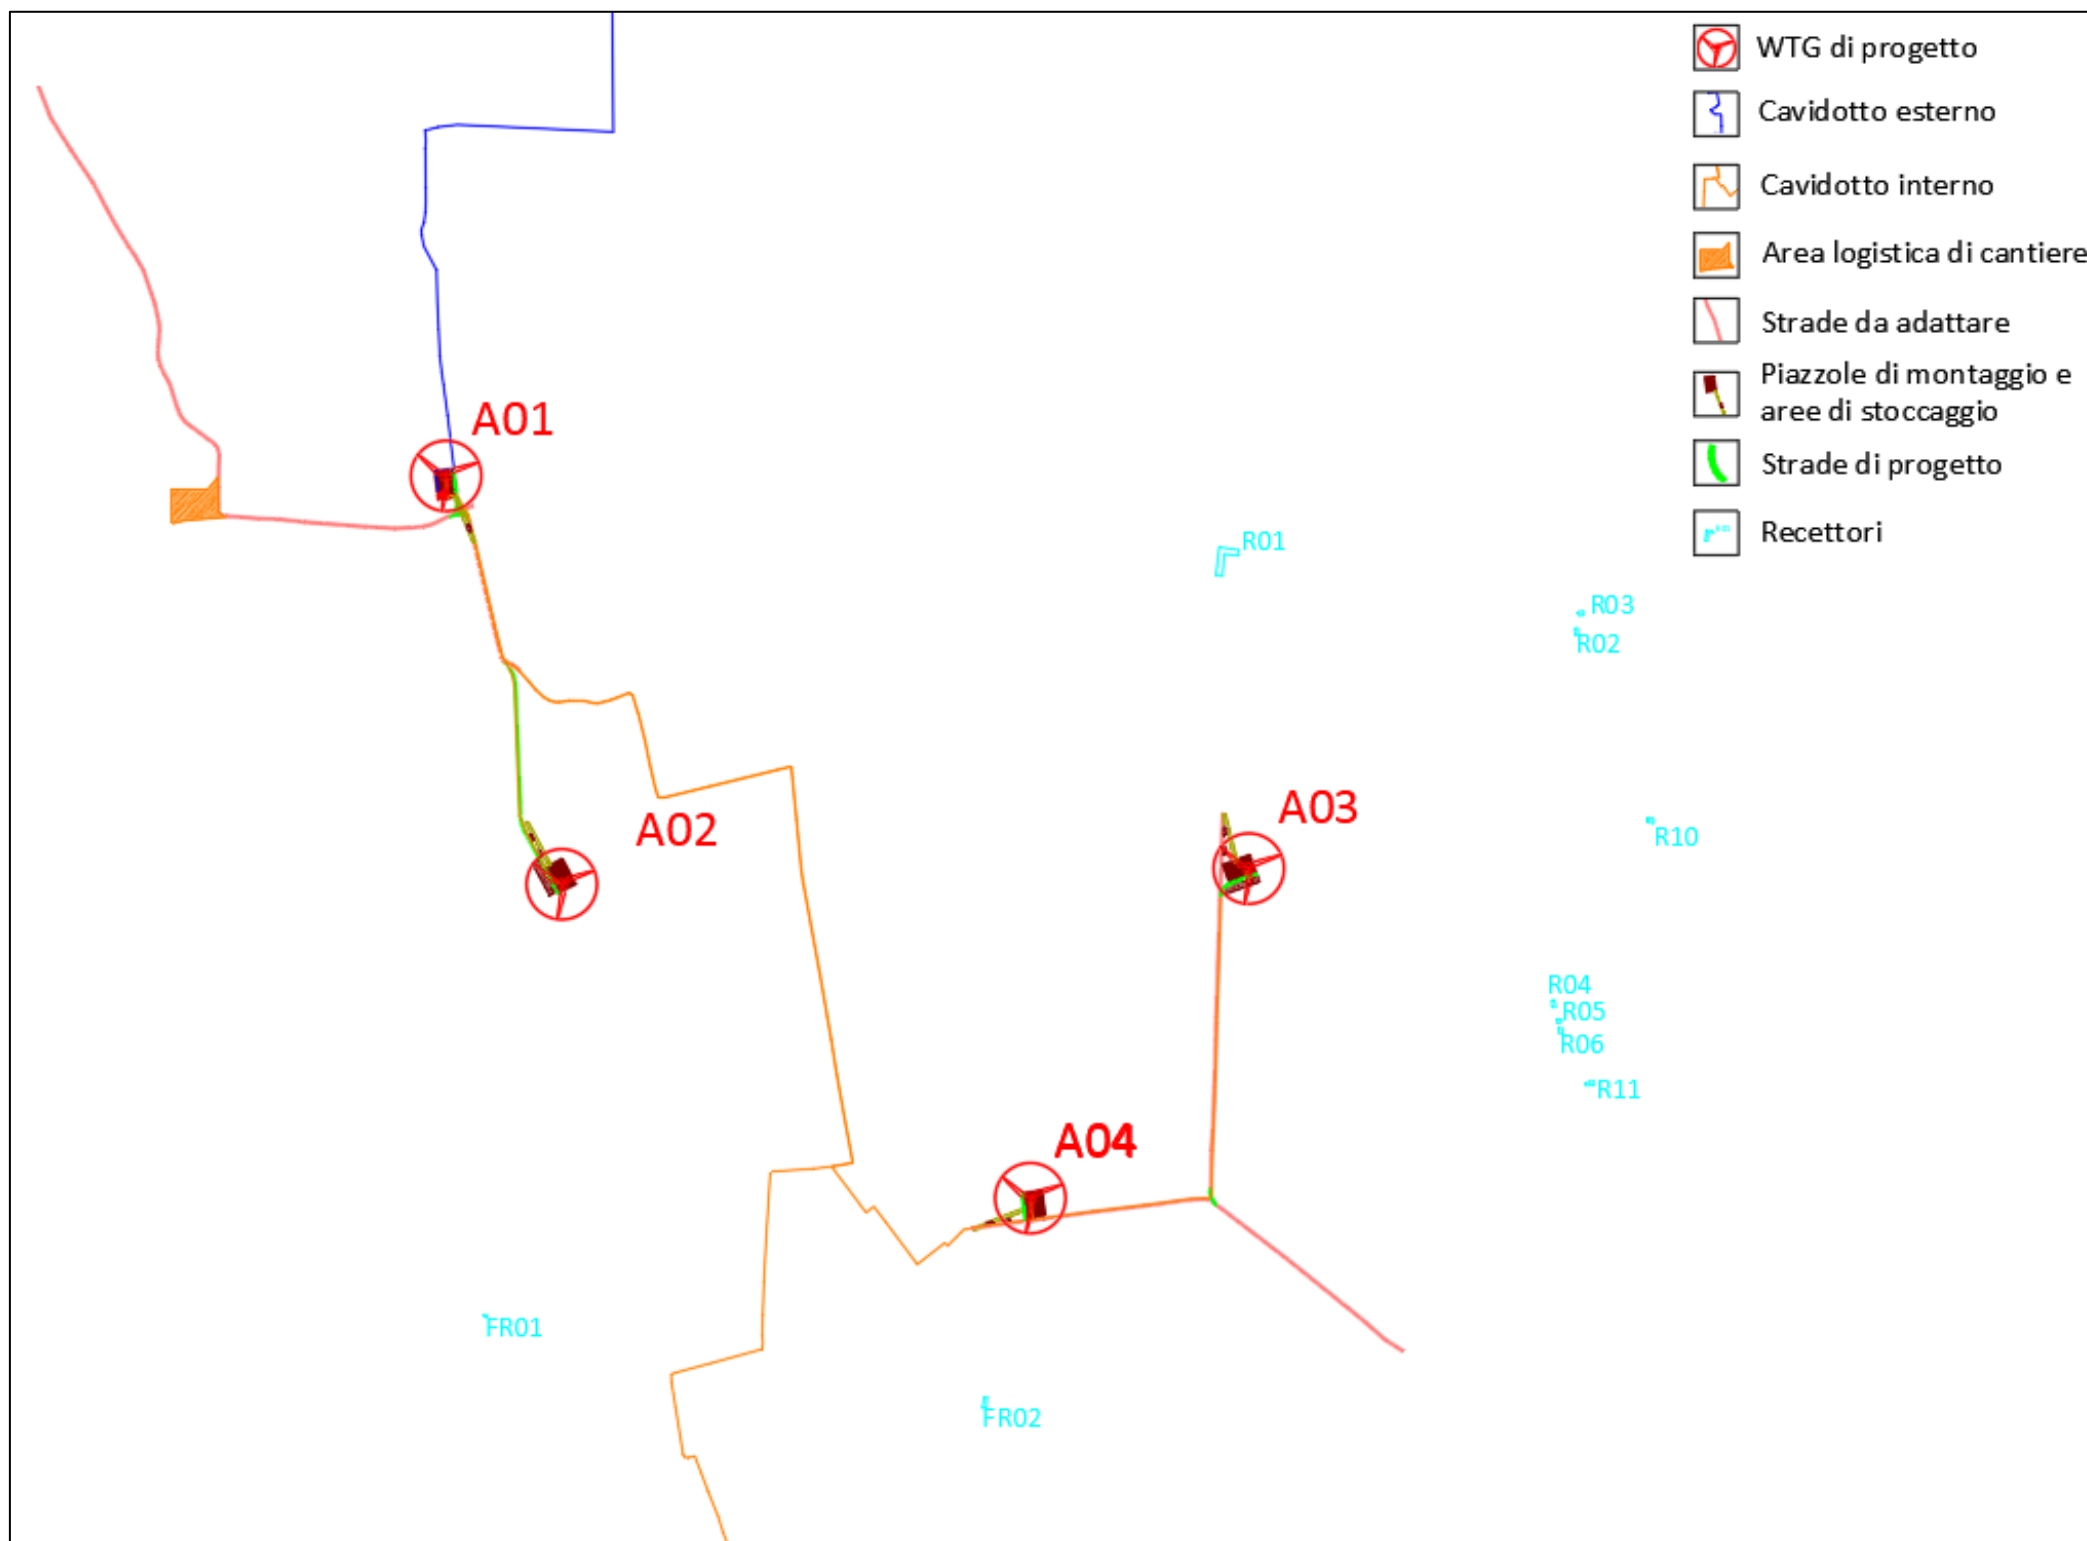 WTG di progetto
Cavidotto esterno
Cavidotto interno
Area logistica di cantiere
Strade da adattare
Piazzole di montaggio e
aree di stoccaggio
Strade di progetto
Recettori
A01
R01
R03
R02
A02
A03
R10
R04
R05
R06
R11
A04
FR01
FR02